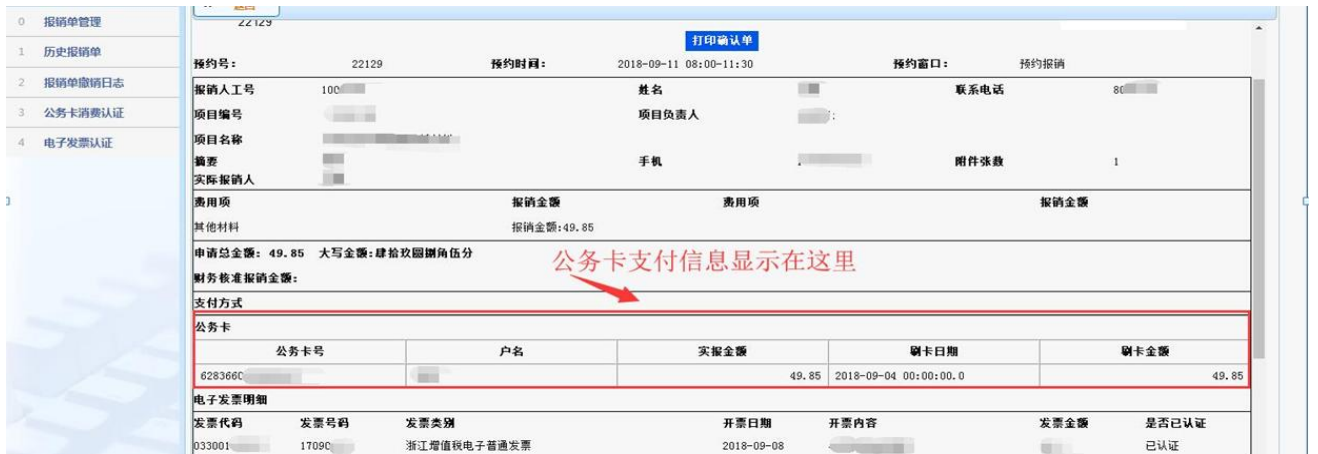 0 报销单管理
1 历史报销单
2 报销单撤销日志
3 公务卡消费认证
4 电子发票认证
22129
打印确认单
预约号： 22129 预约时间： 2018-09-11 08:00-11:30 预约窗口： 预约报销
报销人工号 100 姓名 联系电话 80
项目编号 项目负责人
项目名称
摘要 手机 附件张数 1
实际报销人
费用项 报销金额 费用项 报销金额
其他材料 报销金额:49.85
申请总金额: 49.85 大写金额:肆拾玖圆捌角伍分
公务卡支付信息显示在这里
财务核准报销金额:
支付方式
公务卡
公务卡号 户名 实报金额 刷卡日期 刷卡金额
6283660 49.85 2018-09-04 00:00:00.0 49.85
电子发票明细
发票代码 发票号码 发票类别 开票日期 开票内容 发票金额 是否已认证
033001 17090 浙江增值税电子普通发票 2018-09-08 已认证